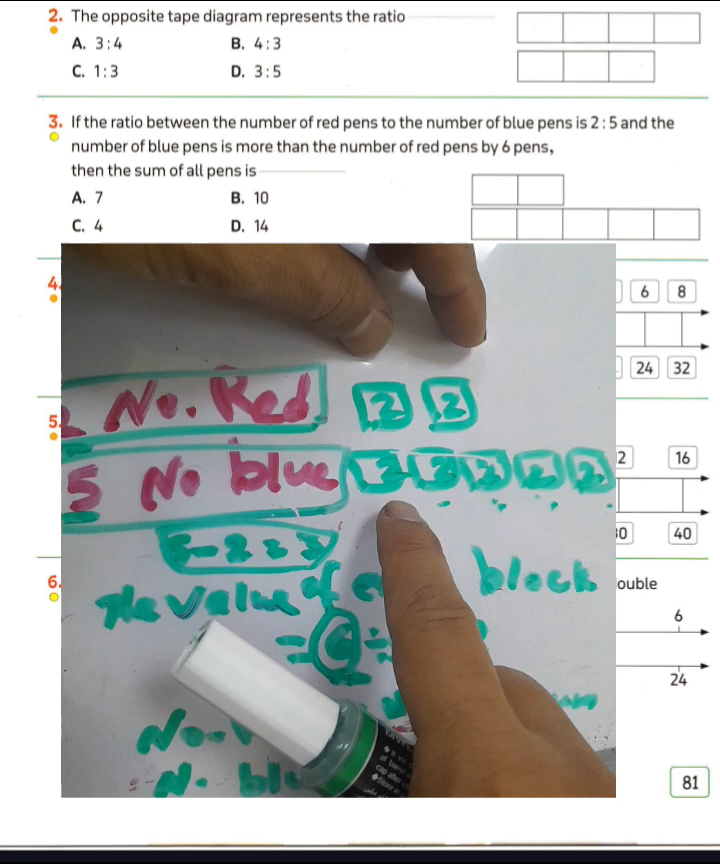 2. The opposite tape diagram represents the ratio
A. 3:4 B. 4:3
C. 1:3 D. 3:5
3. If the ratio between the number of red pens to the number of blue pens is 2:5 and the
number of blue pens is more than the number of red pens by 6 pens,
then the sum of all pens is
A. 7 B. 10
C. 4 D. 14
4.
6 8
24 32
No. Red 2 2
5 No blue 2 2 2 2 2
5-2=3
The value of block
= 6 ÷
No.
No bl
5.
2 16
40
6.
ouble
6
24
81